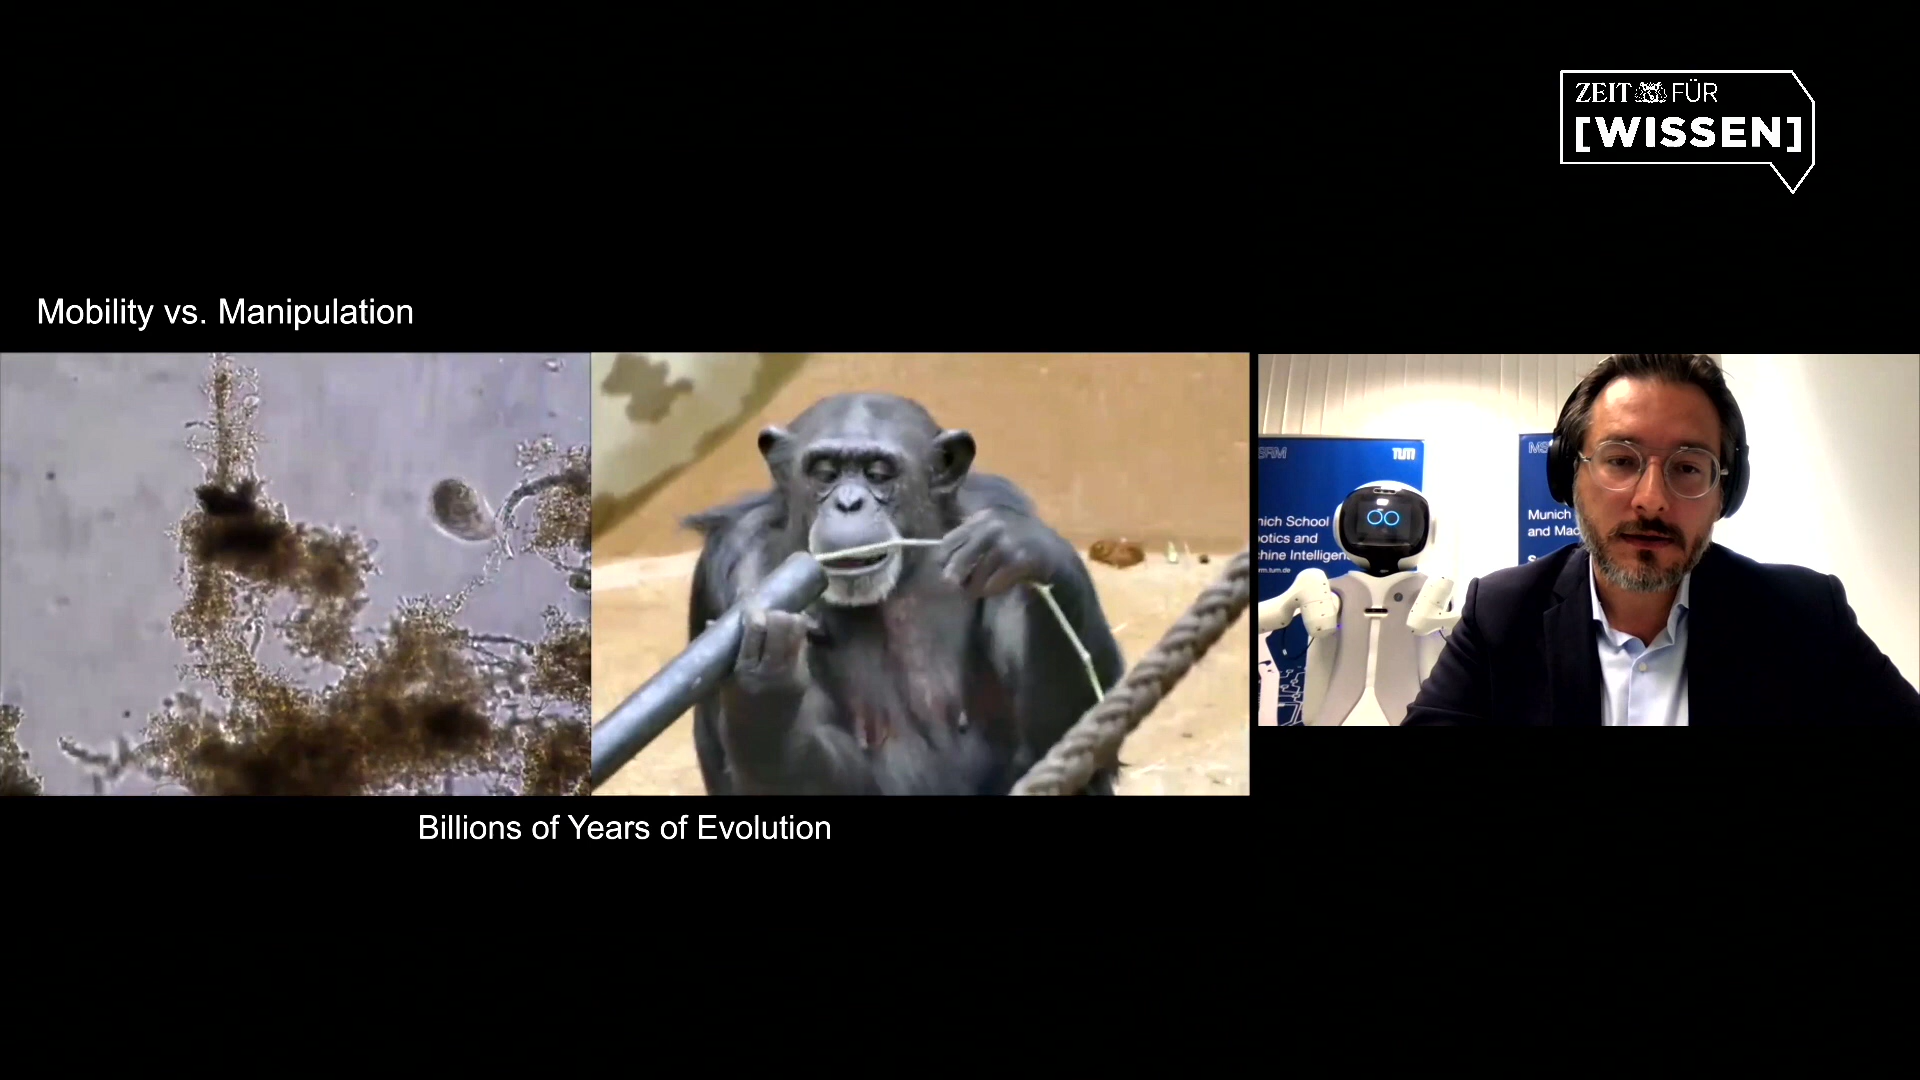 ZEIT FÜR
[WISSEN]
Mobility vs. Manipulation
TUM
nich School
otics and
chine Intelligen
Munich
and Mac
Billions of Years of Evolution